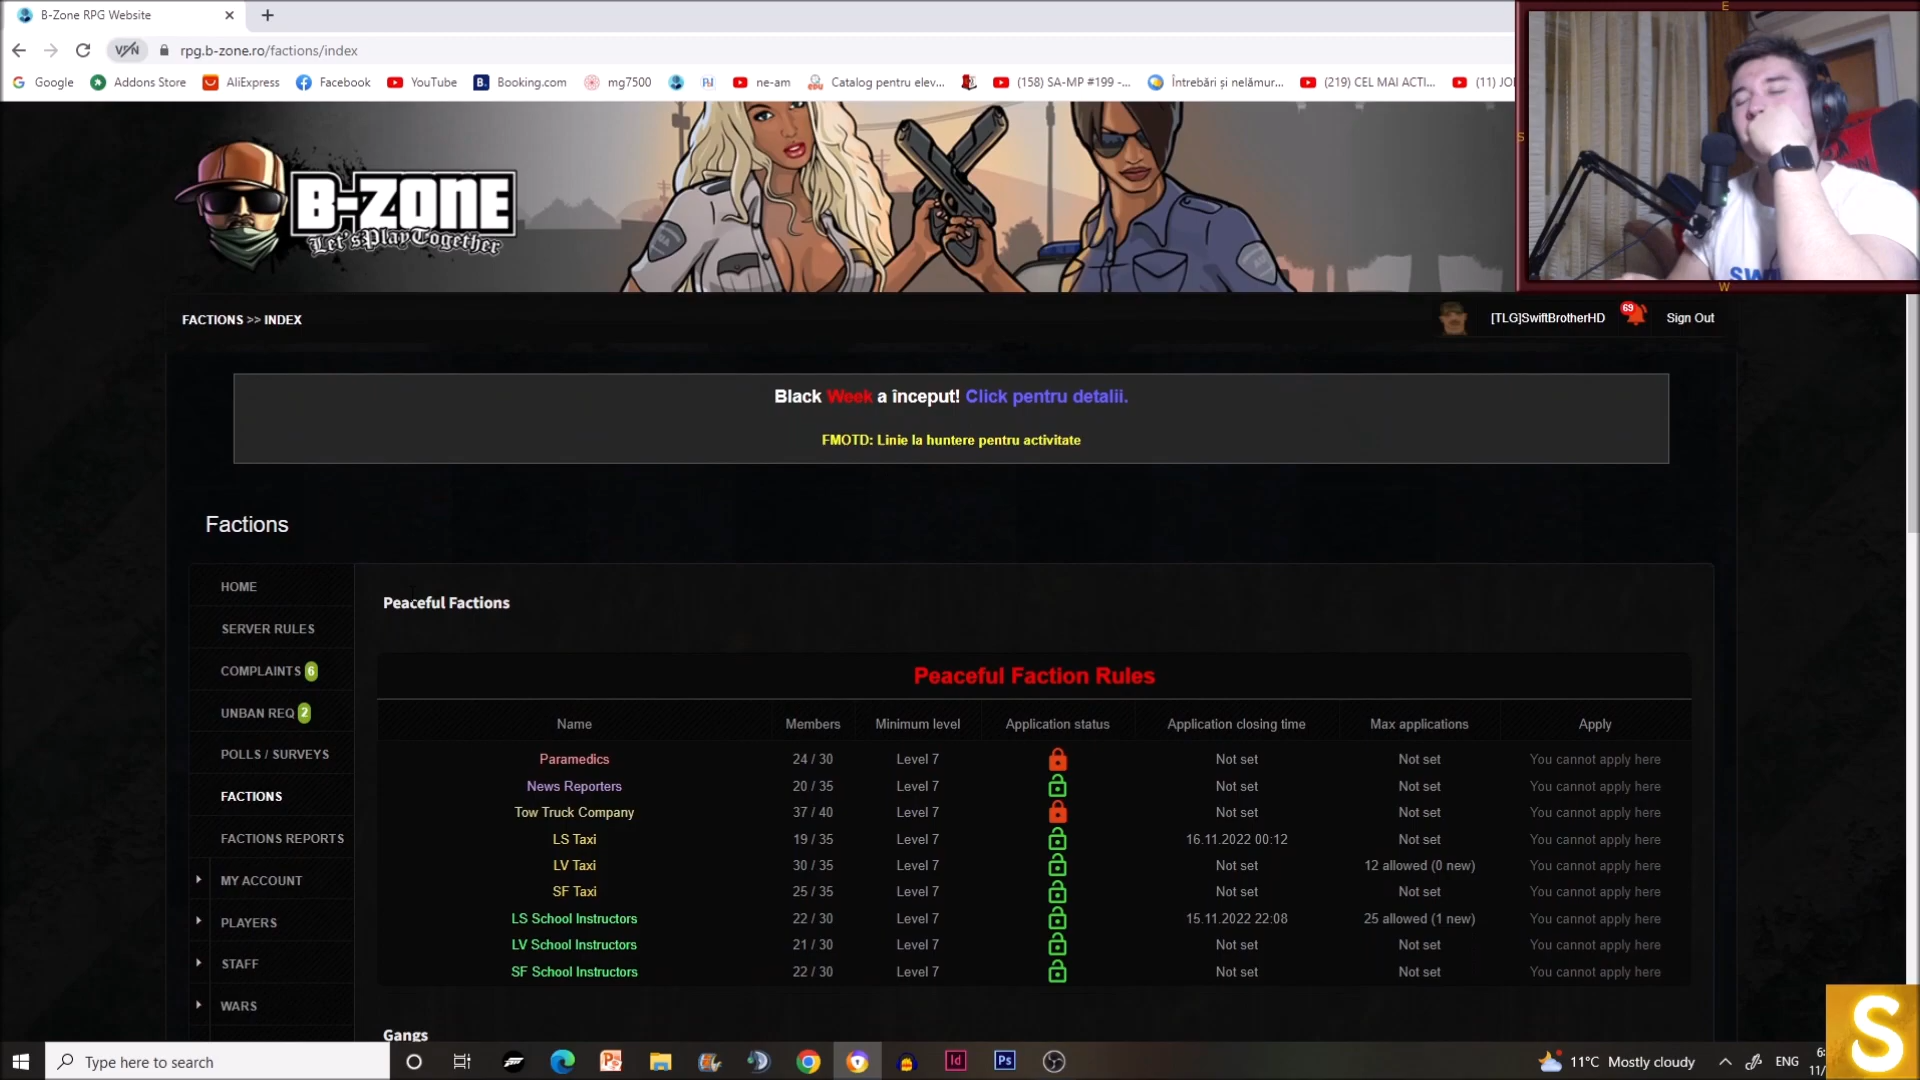 B-Zone RPG Website
rpg.b-zone.ro/factions/index
Google
Addons Store
AliExpress
Facebook
YouTube
Booking.com
mg7500
ne-am
Catalog pentru elev...
(158) SA-MP #199 -...
Întrebări și nelămur...
(219) CEL MAI ACTI...
B-ZONE
Let'sPlayTogether
E
S
W
FACTIONS >> INDEX
[TLG]SwiftBrotherHD
69
Sign Out
Black Week a început! Click pentru detalii.
FMOTD: Linie la huntere pentru activitate
Factions
HOME
SERVER RULES
COMPLAINTS 6
UNBAN REQ 2
POLLS / SURVEYS
FACTIONS
FACTIONS REPORTS
MY ACCOUNT
PLAYERS
STAFF
WARS
Peaceful Factions
Peaceful Faction Rules
Name Members Minimum level Application status Application closing time Max applications Apply
Paramedics 24 / 30 Level 7 Not set Not set You cannot apply here
News Reporters 20 / 35 Level 7 Not set Not set You cannot apply here
Tow Truck Company 37 / 40 Level 7 Not set Not set You cannot apply here
LS Taxi 19 / 35 Level 7 16.11.2022 00:12 Not set You cannot apply here
LV Taxi 30 / 35 Level 7 Not set 12 allowed (0 new) You cannot apply here
SF Taxi 25 / 35 Level 7 Not set Not set You cannot apply here
LS School Instructors 22 / 30 Level 7 15.11.2022 22:08 25 allowed (1 new) You cannot apply here
LV School Instructors 21 / 30 Level 7 Not set Not set You cannot apply here
SF School Instructors 22 / 30 Level 7 Not set Not set You cannot apply here
Gangs
Type here to search
Id
Ps
11°C Mostly cloudy
ENG
S